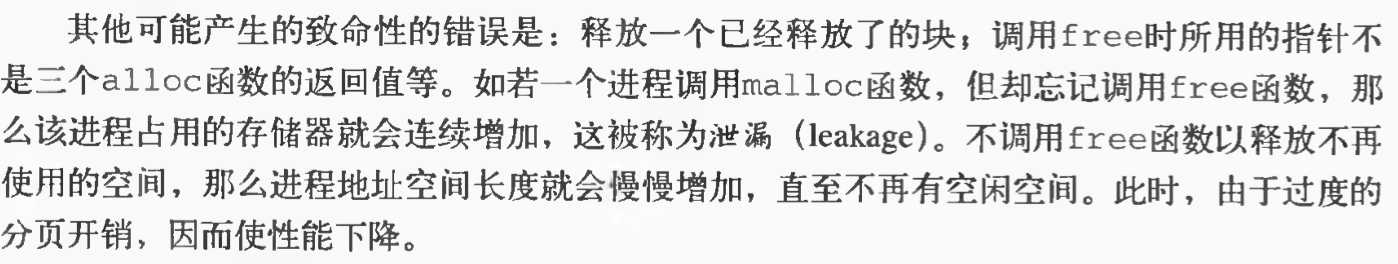 其他可能产生的致命性的错误是：释放一个已经释放了的块；调用free时所用的指针不
是三个alloc函数的返回值等。如若一个进程调用malloc函数，但却忘记调用free函数，那
么该进程占用的存储器就会连续增加，这被称为泄漏（leakage）。不调用free函数以释放不再
使用的空间，那么进程地址空间长度就会慢慢增加，直至不再有空闲空间。此时，由于过度的
分页开销，因而使性能下降。